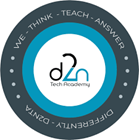 WE - THINK - TEACH - ANSWER
d2n
Tech Academy
DIFFERENTLY - D2NTA